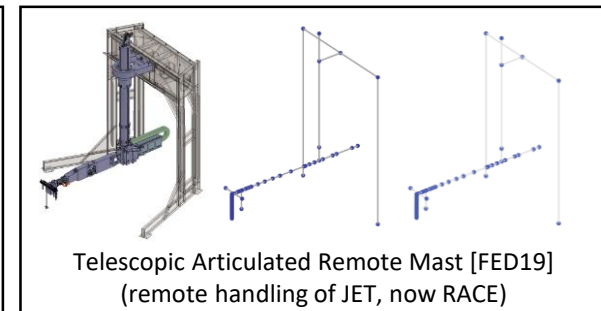 Telescopic Articulated Remote Mast [FED19]
(remote handling of JET, now RACE)